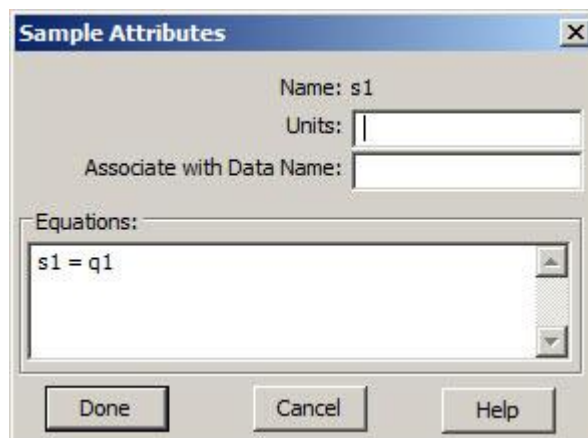 Sample Attributes
Name: s1
Units:
Associate with Data Name:
Equations:
s1 = q1
Done Cancel Help